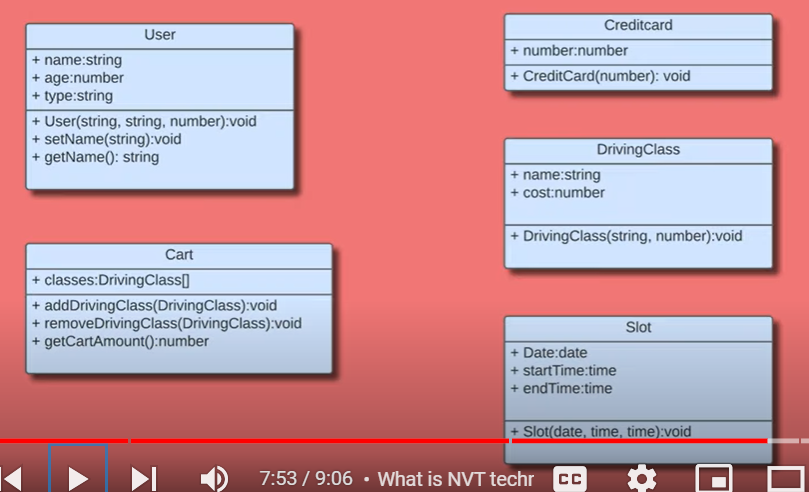 User
+ name:string
+ age:number
+ type:string
+ User(string, string, number):void
+ setName(string):void
+ getName(): string
Cart
+ classes:DrivingClass[]
+ addDrivingClass(DrivingClass):void
+ removeDrivingClass(DrivingClass):void
+ getCartAmount():number
Creditcard
+ number:number
+ CreditCard(number): void
DrivingClass
+ name:string
+ cost:number
+ DrivingClass(string, number):void
Slot
+ Date:date
+ startTime:time
+ endTime:time
+ Slot(date, time, time):void
7:53 / 9:06 • What is NVT techr
CC